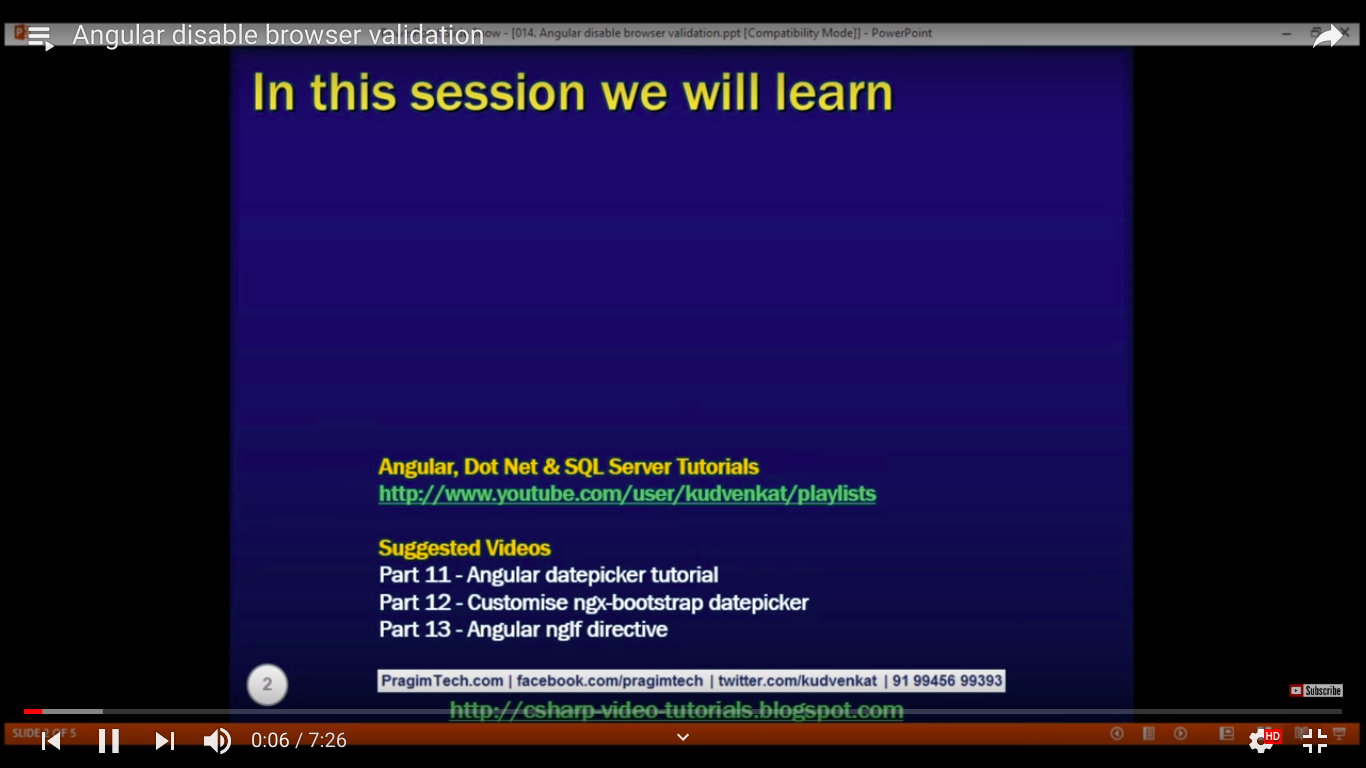 Angular disable browser validation
- [014. Angular disable browser validation.ppt [Compatibility Mode]] - PowerPoint
In this session we will learn
Angular, Dot Net & SQL Server Tutorials
http://www.youtube.com/user/kudvenkat/playlists
Suggested Videos
Part 11 - Angular datepicker tutorial
Part 12 - Customise ngx-bootstrap datepicker
Part 13 - Angular ngIf directive
2
PragimTech.com | facebook.com/pragimtech | twitter.com/kudvenkat | 91 99456 99393
Subscribe
http://csharp-video-tutorials.blogspot.com
SLIDE 2 OF 5
0:06 / 7:26
HD